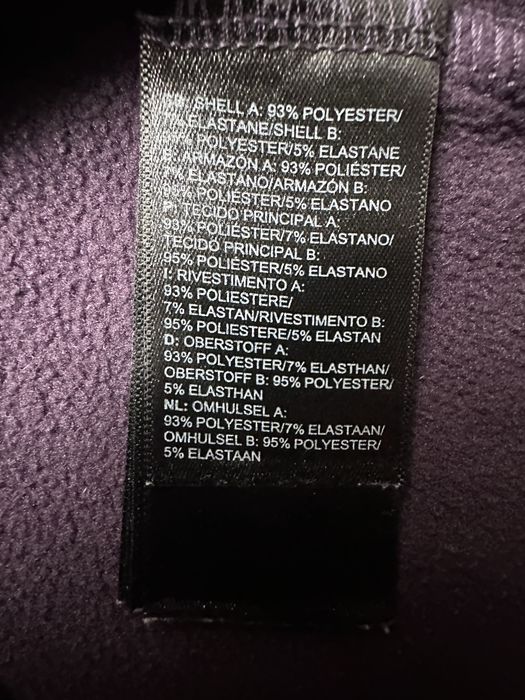 SHELL A: 93% POLYESTER/
ELASTANE/SHELL B:
POLYESTER/5% ELASTANE
E: ARMAZÓN A: 93% POLIÉSTER/
7% ELASTANO/ARMAZÓN B:
95% POLIÉSTER/5% ELASTANO
P: TECIDO PRINCIPAL A:
93% POLIÉSTER/7% ELASTANO/
TECIDO PRINCIPAL B:
95% POLIÉSTER/5% ELASTANO
I: RIVESTIMENTO A:
93% POLIESTERE/
7% ELASTAN/RIVESTIMENTO B:
95% POLIESTERE/5% ELASTAN
D: OBERSTOFF A:
93% POLYESTER/7% ELASTHAN/
OBERSTOFF B: 95% POLYESTER/
5% ELASTHAN
NL: OMHULSEL A:
93% POLYESTER/7% ELASTAAN/
OMHULSEL B: 95% POLYESTER/
5% ELASTAAN